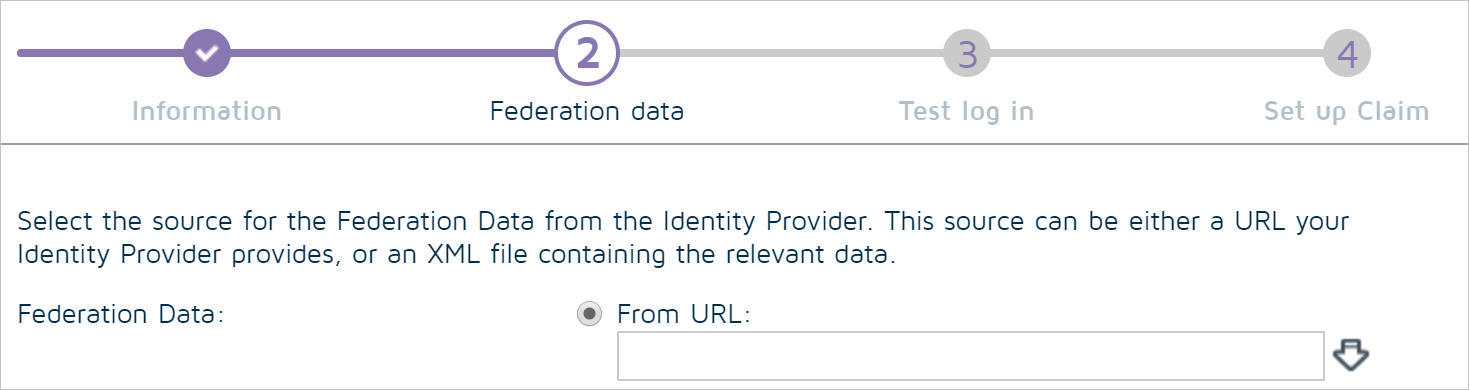 2
3
4
Information
Federation data
Test log in
Set up Claim
Select the source for the Federation Data from the Identity Provider. This source can be either a URL your
Identity Provider provides, or an XML file containing the relevant data.
Federation Data:
From URL: